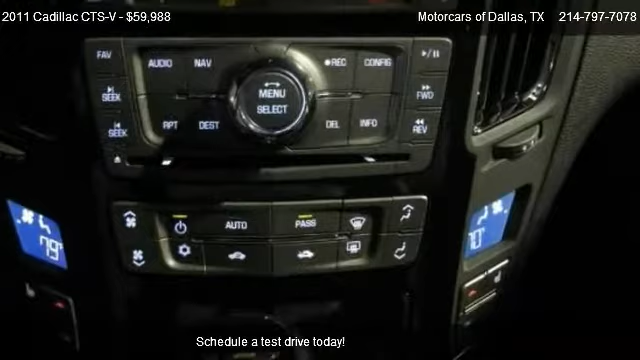 2011 Cadillac CTS-V - $59,988 Motorcars of Dallas, TX 214-797-7078
FAV AUDIO NAV REC CONFIG
MENU
SELECT
SEEK FWD
SEEK RPT DEST DEL INFO REV
AUTO PASS
79°
70°
Schedule a test drive today!